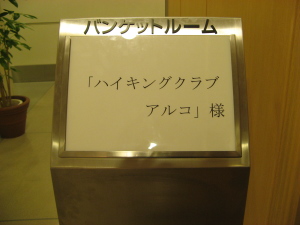 バンケットルーム
「ハイキングクラブ
アルコ」様